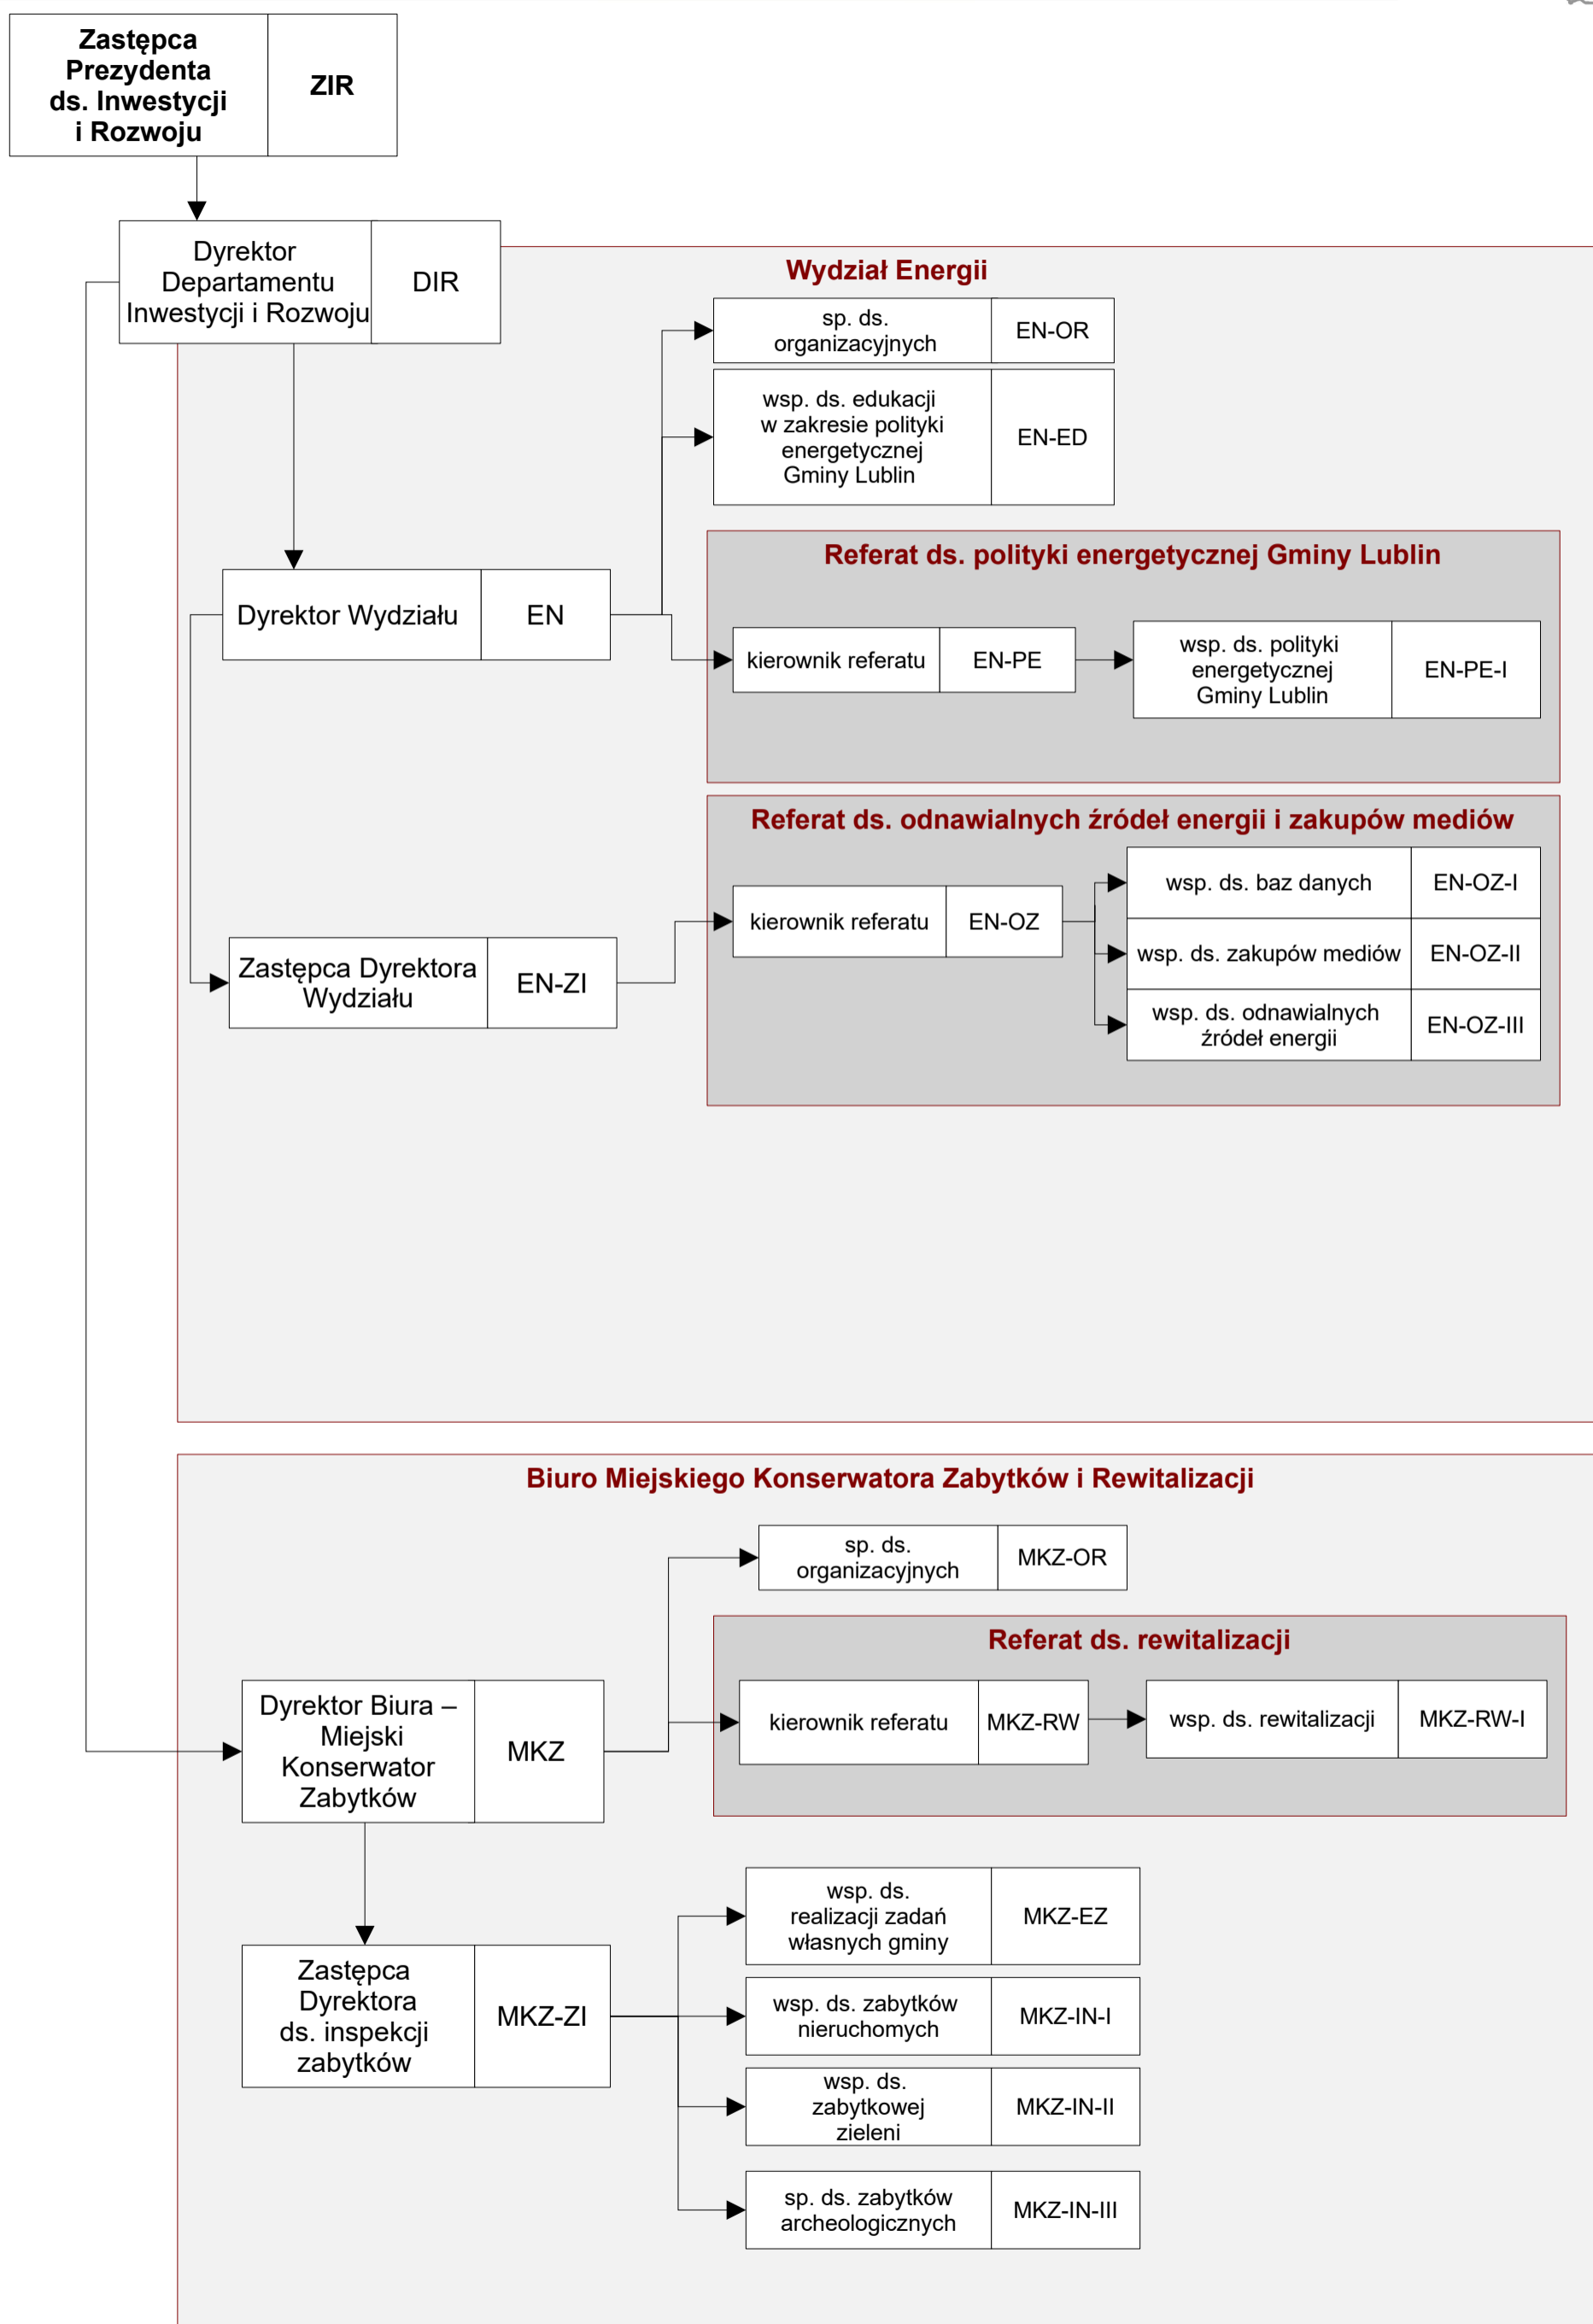 Zastępca
Prezydenta
ds. Inwestycji
i Rozwoju
ZIR
Dyrektor
Departamentu
Inwestycji i Rozwoju
DIR
Wydział Energii
sp. ds.
organizacyjnych
EN-OR
wsp. ds. edukacji
w zakresie polityki
energetycznej
Gminy Lublin
EN-ED
Referat ds. polityki energetycznej Gminy Lublin
Dyrektor Wydziału
EN
kierownik referatu
EN-PE
wsp. ds. polityki
energetycznej
Gminy Lublin
EN-PE-I
Referat ds. odnawialnych źródeł energii i zakupów mediów
kierownik referatu
EN-OZ
wsp. ds. baz danych
EN-OZ-I
wsp. ds. zakupów mediów
EN-OZ-II
wsp. ds. odnawialnych
źródeł energii
EN-OZ-III
Zastępca Dyrektora
Wydziału
EN-ZI
Biuro Miejskiego Konserwatora Zabytków i Rewitalizacji
sp. ds.
organizacyjnych
MKZ-OR
Referat ds. rewitalizacji
Dyrektor Biura –
Miejski
Konserwator
Zabytków
MKZ
kierownik referatu
MKZ-RW
wsp. ds. rewitalizacji
MKZ-RW-I
Zastępca
Dyrektora
ds. inspekcji
zabytków
MKZ-ZI
wsp. ds.
realizacji zadań
własnych gminy
MKZ-EZ
wsp. ds. zabytków
nieruchomych
MKZ-IN-I
wsp. ds.
zabytkowej
zieleni
MKZ-IN-II
sp. ds. zabytków
archeologicznych
MKZ-IN-III